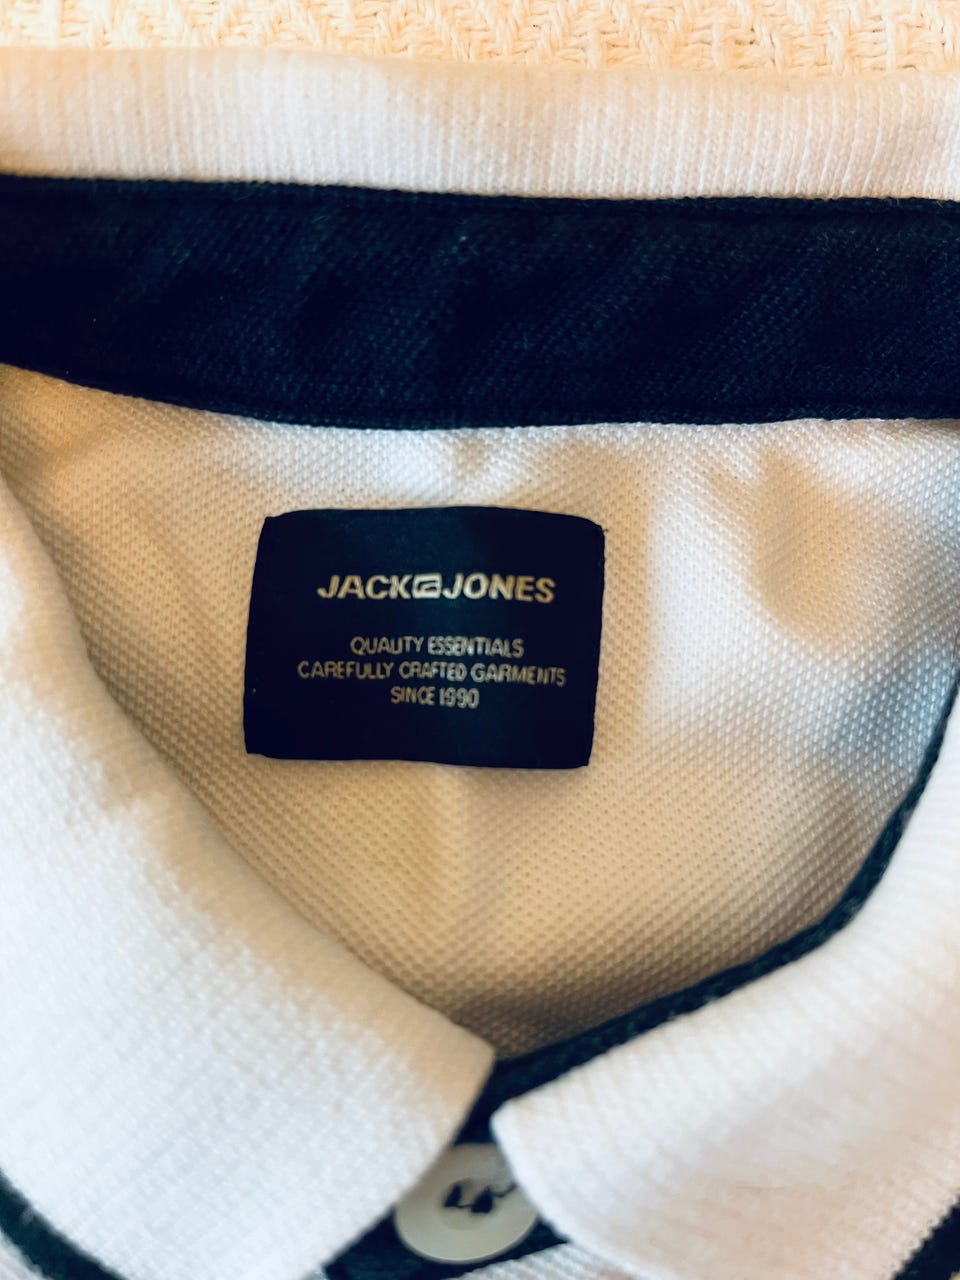 JACK&JONES
QUALITY ESSENTIALS
CAREFULLY CRAFTED GARMENTS
SINCE 1990